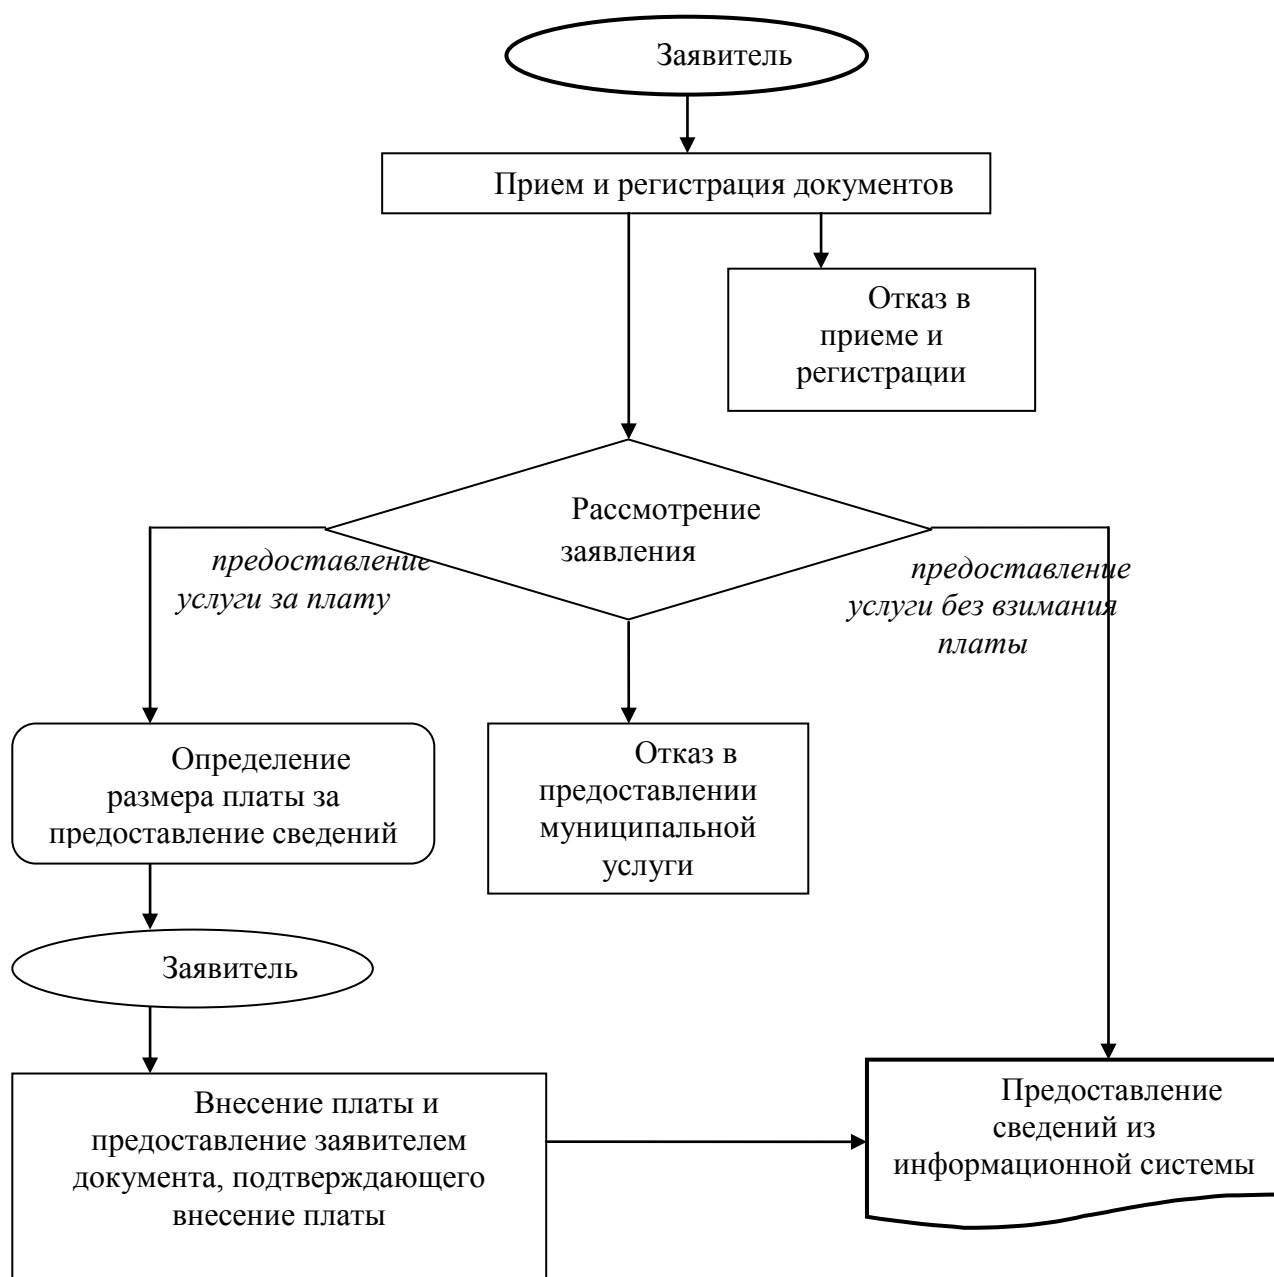 Заявитель
Прием и регистрация документов
Отказ в
приеме и
регистрации
Рассмотрение
заявления
предоставление
услуги за плату
предоставление
услуги без взимания
платы
Определение
размера платы за
предоставление сведений
Отказ в
предоставлении
муниципальной
услуги
Заявитель
Внесение платы и
предоставление заявителем
документа, подтверждающего
внесение платы
Предоставление
сведений из
информационной системы